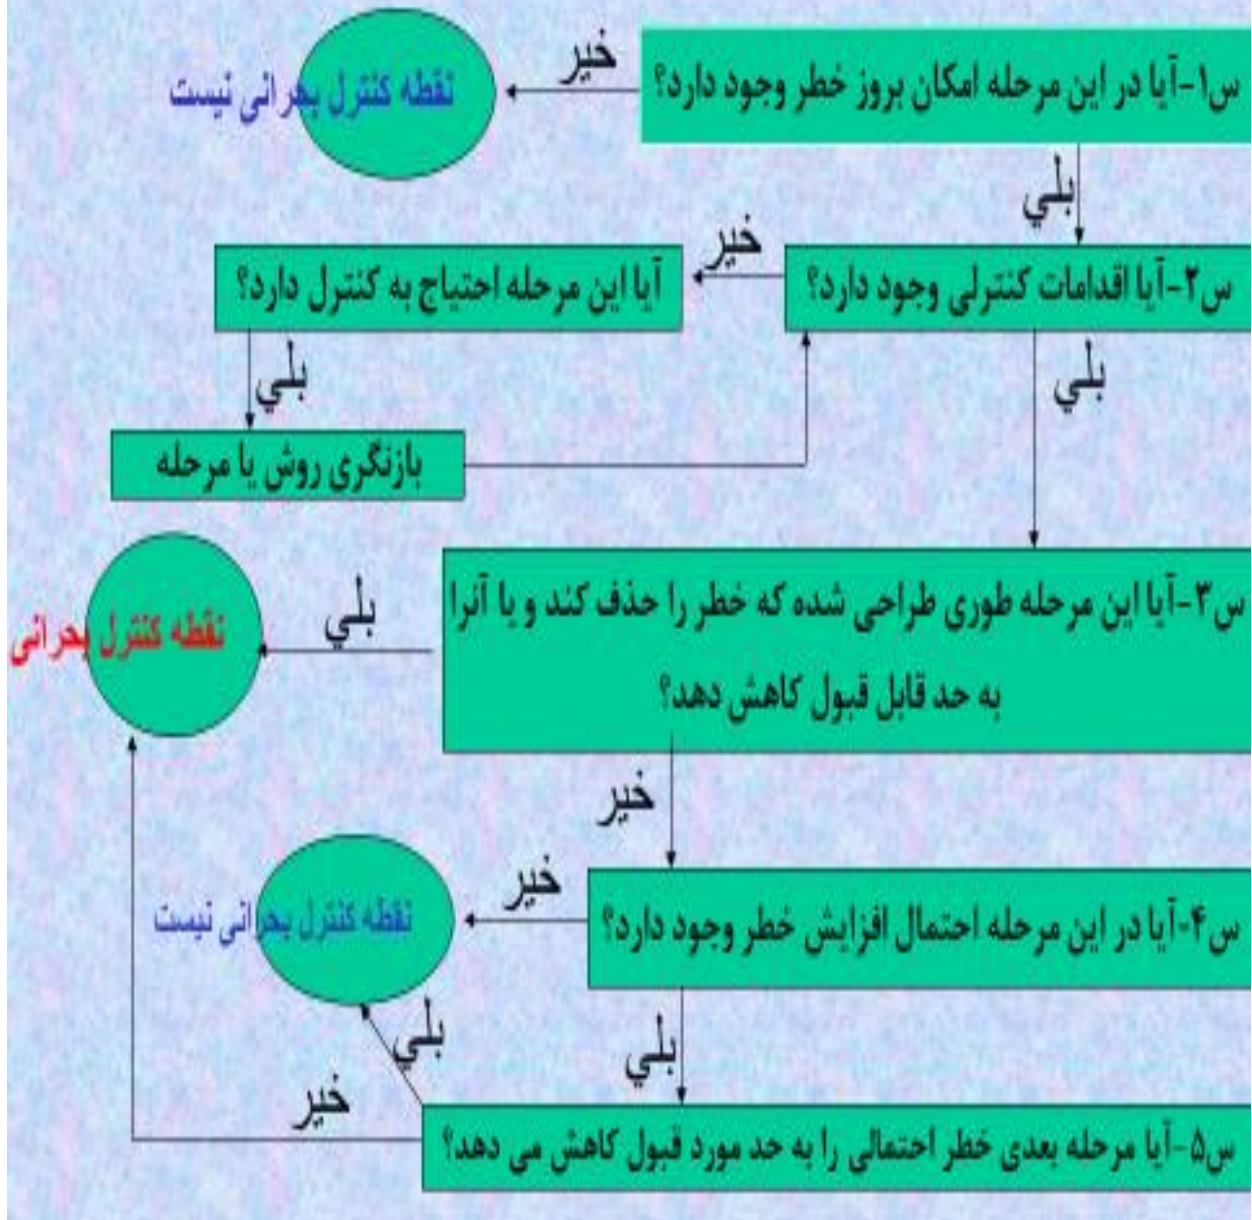 س۱-آیا در این مرحله امکان بروز خطر وجود دارد؟
خیر
نقطه کنترل بحرانی نیست
بلي
س۲-آیا اقدامات کنترلی وجود دارد؟
خیر
آیا این مرحله احتیاج به کنترل دارد؟
بلي
بلي
بازنگری روش یا مرحله
س۳-آیا این مرحله طوری طراحی شده که خطر را حذف کند و یا آنرا
به حد قابل قبول کاهش دهد؟
بلي
نقطه کنترل بحرانی
خیر
س۴-آیا در این مرحله احتمال افزایش خطر وجود دارد؟
خیر
نقطه کنترل بحرانی نیست
بلي
بلي
خیر
س۵-آیا مرحله بعدی خطر احتمالی را به حد مورد قبول کاهش می دهد؟